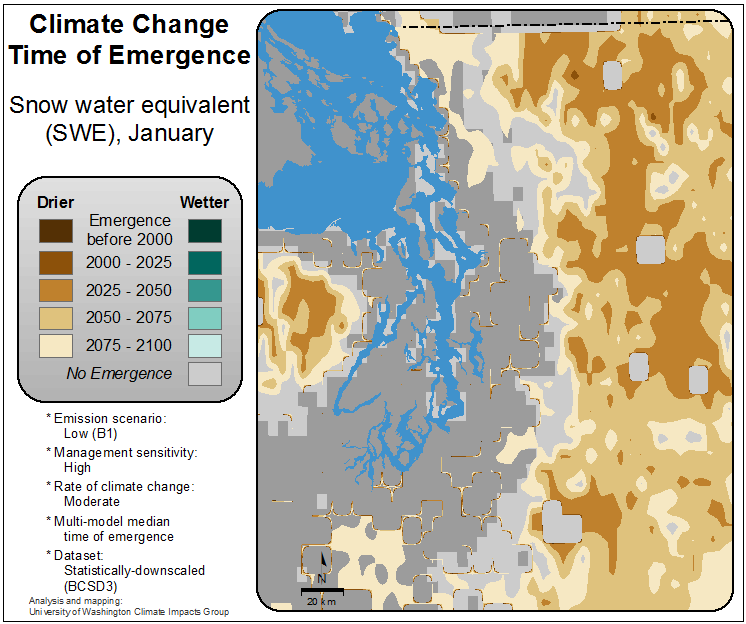 Climate Change
Time of Emergence
Snow water equivalent
(SWE), January
Drier Wetter
Emergence
before 2000
2000 - 2025
2025 - 2050
2050 - 2075
2075 - 2100
No Emergence
* Emission scenario:
Low (B1)
* Management sensitivity:
High
* Rate of climate change:
Moderate
* Multi-model median
time of emergence
* Dataset:
Statistically-downscaled
(BCSD3)
Analysis and mapping:
University of Washington Climate Impacts Group
N
20 km